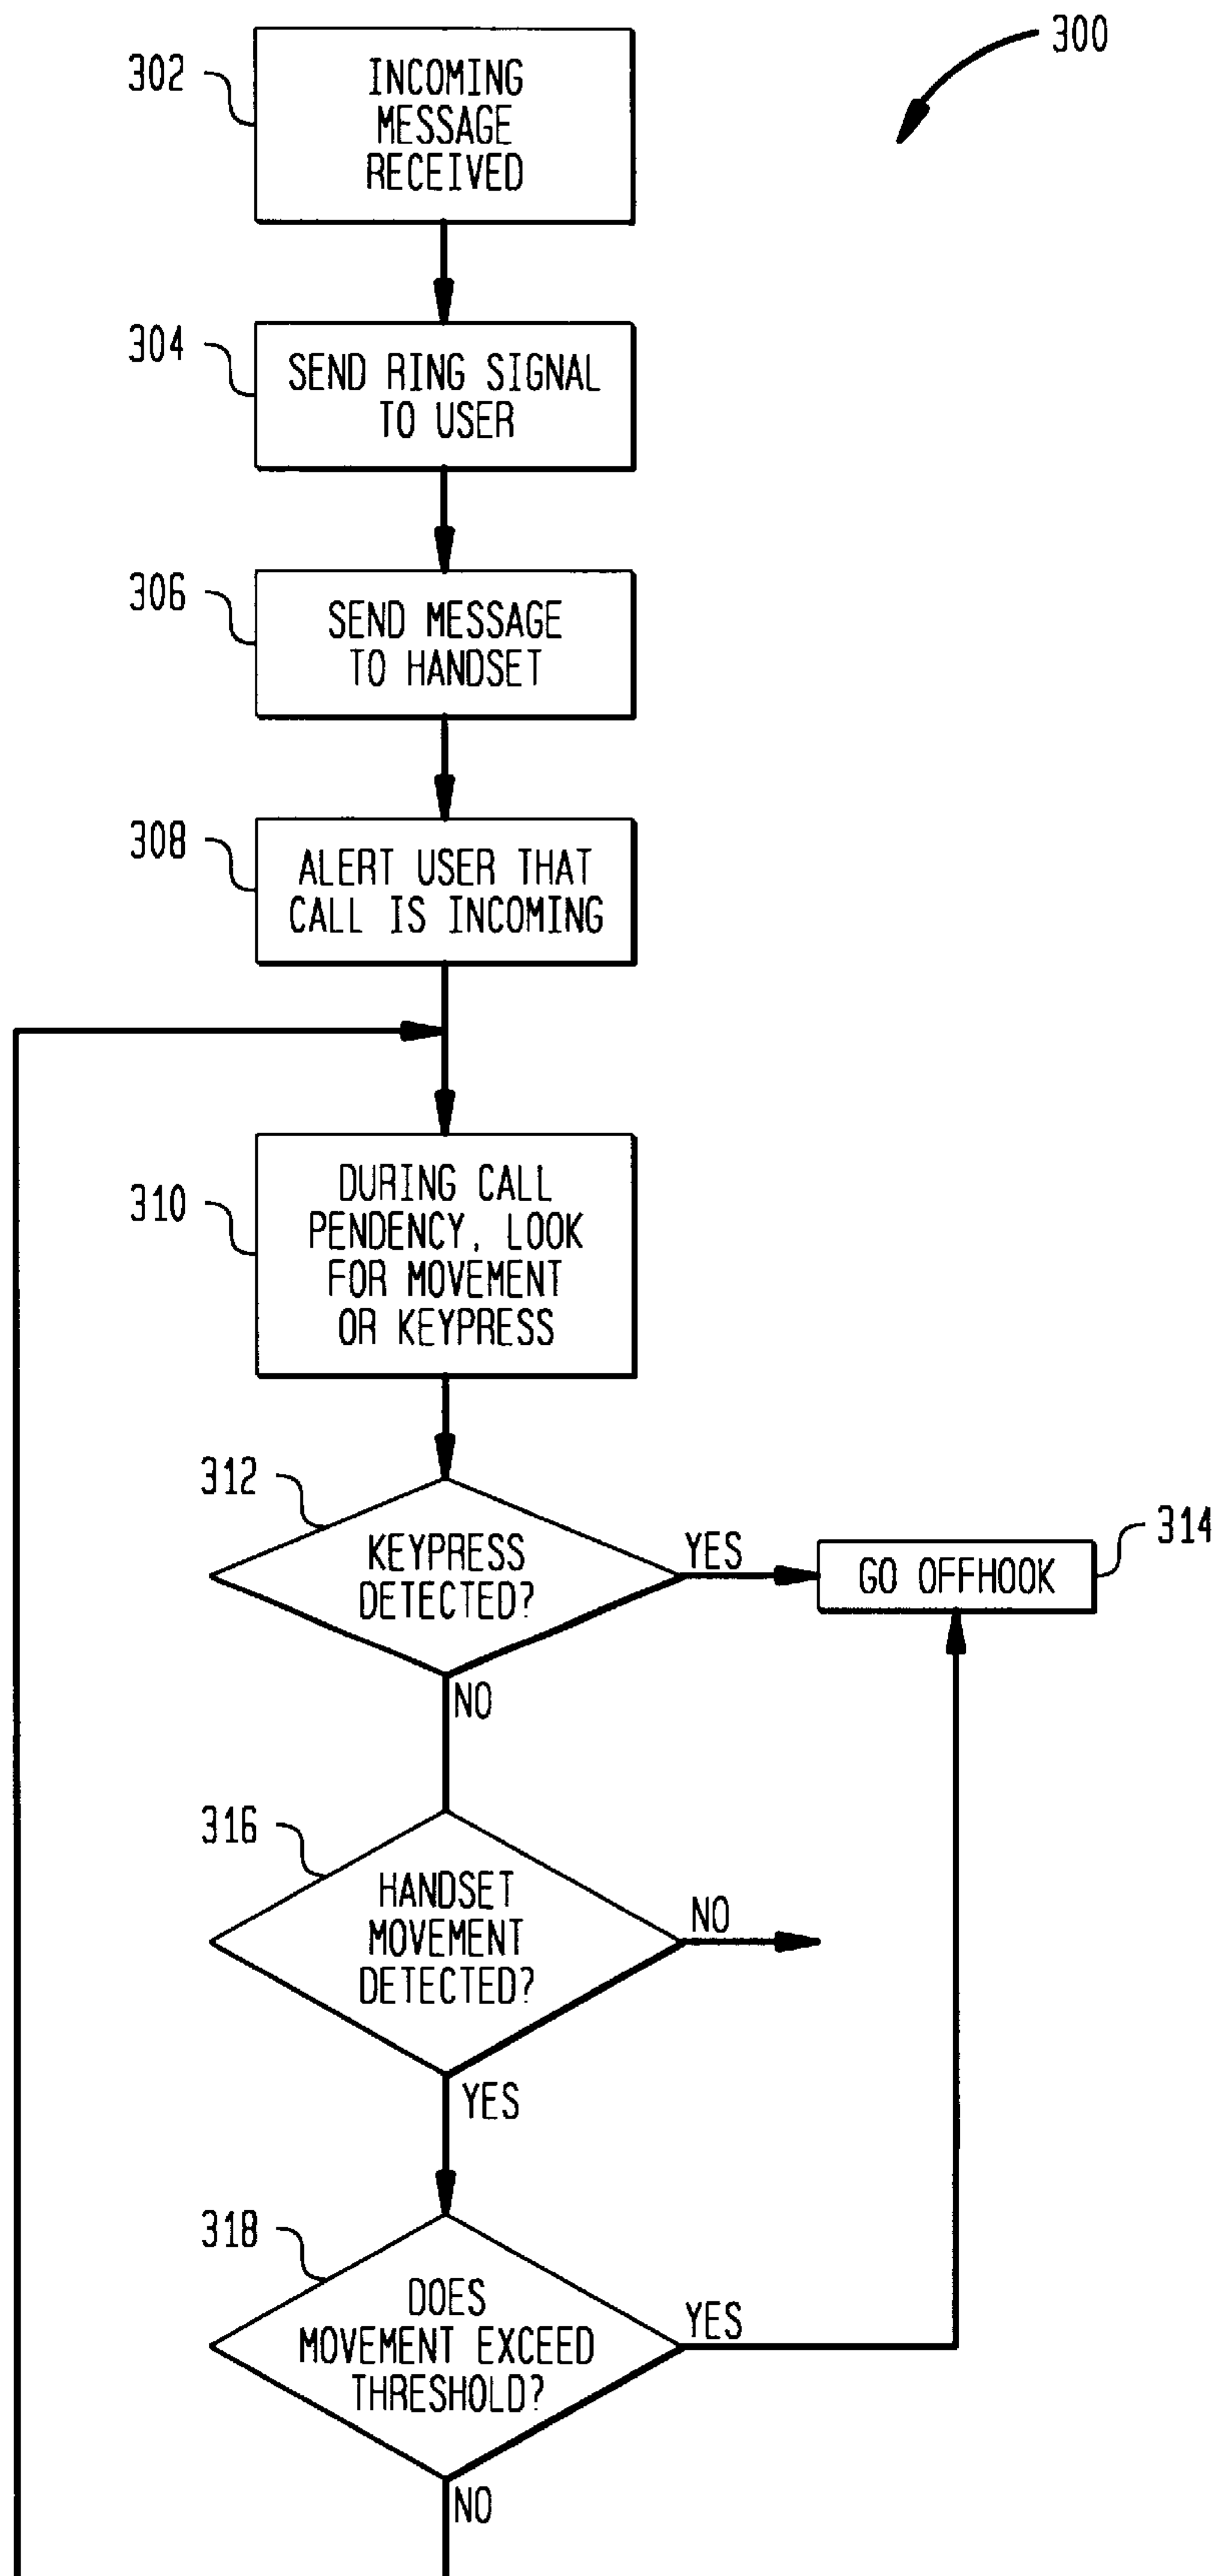 300
302
INCOMING
MESSAGE
RECEIVED
304
SEND RING SIGNAL
TO USER
306
SEND MESSAGE
TO HANDSET
308
ALERT USER THAT
CALL IS INCOMING
310
DURING CALL
PENDENCY, LOOK
FOR MOVEMENT
OR KEYPRESS
312
KEYPRESS
DETECTED?
YES
GO OFFHOOK
314
NO
316
HANDSET
MOVEMENT
DETECTED?
NO
YES
318
DOES
MOVEMENT EXCEED
THRESHOLD?
YES
NO